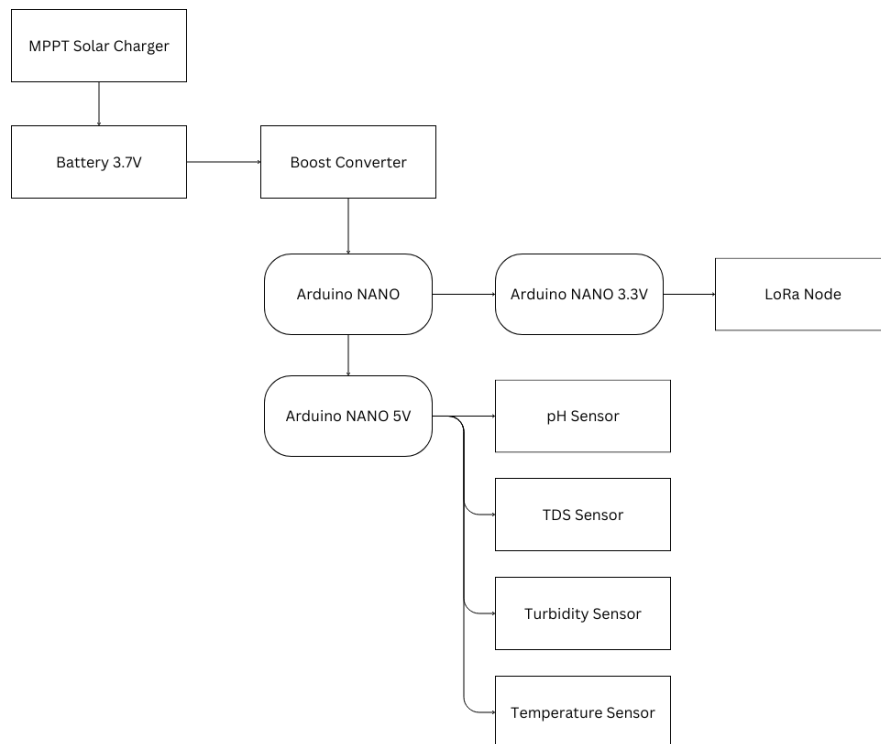 MPPT Solar Charger
Battery 3.7V
Boost Converter
Arduino NANO
Arduino NANO 3.3V
LoRa Node
Arduino NANO 5V
pH Sensor
TDS Sensor
Turbidity Sensor
Temperature Sensor